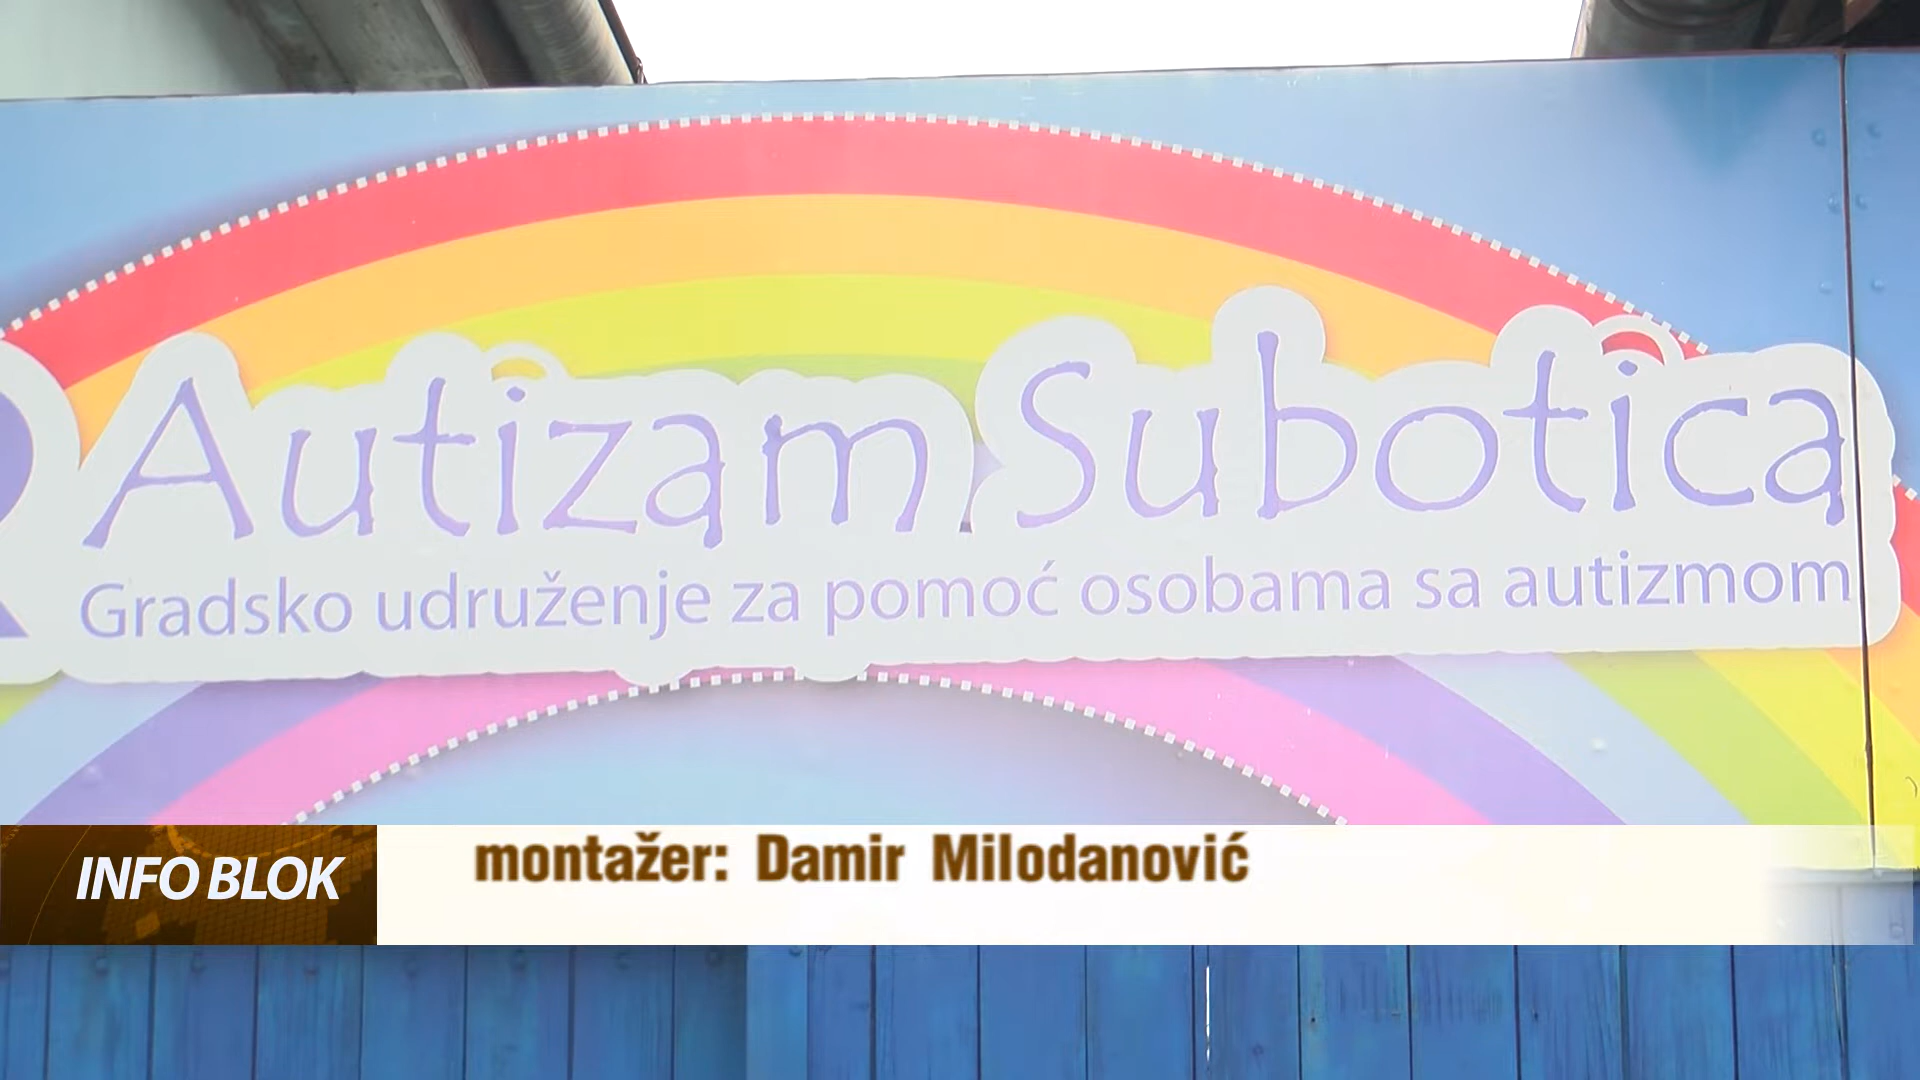 Autizam Subotica
Gradsko udruženje za pomoć osobama sa autizmom
INFO BLOK
montažer: Damir Milodanović